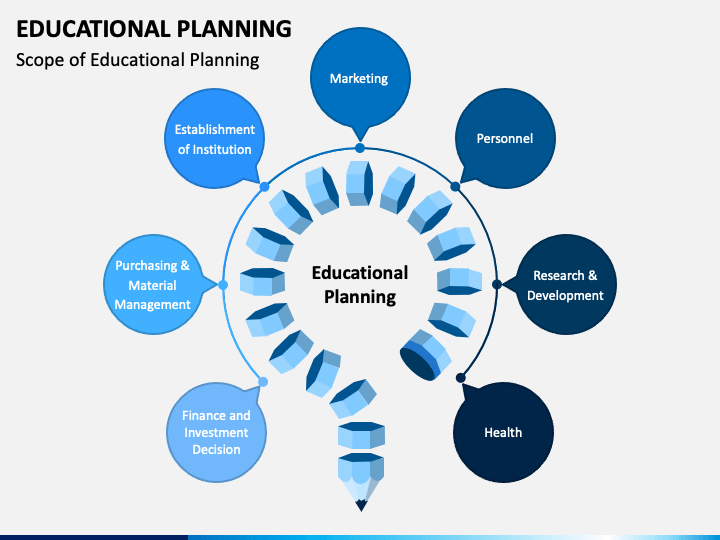 EDUCATIONAL PLANNING
Scope of Educational Planning
Marketing
Establishment
of Institution
Personnel
Purchasing &
Material
Management
Educational
Planning
Research &
Development
Finance and
Investment
Decision
Health